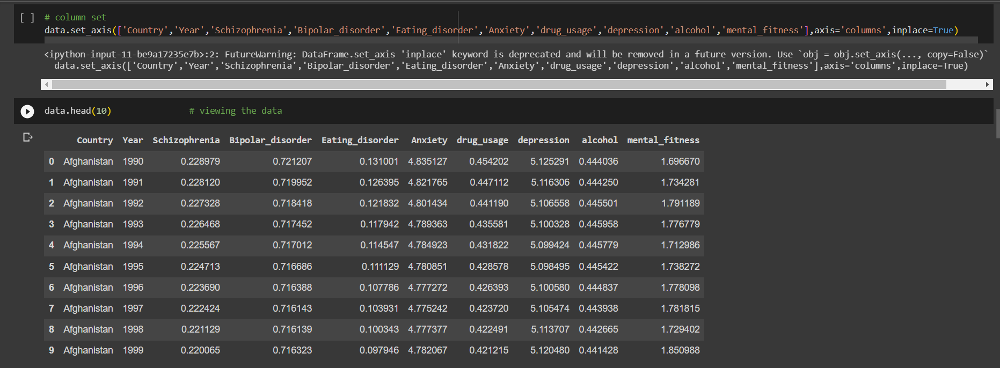 [ ] # column set
data.set_axis(['Country','Year','Schizophrenia','Bipolar_disorder','Eating_disorder','Anxiety','drug_usage','depression','alcohol','mental_fitness'],axis='columns',inplace=True)
<ipython-input-11-be9a17235e7b>:2: FutureWarning: DataFrame.set_axis 'inplace' keyword is deprecated and will be removed in a future version. Use `obj = obj.set_axis(..., copy=False)`
data.set_axis(['Country','Year','Schizophrenia','Bipolar_disorder','Eating_disorder','Anxiety','drug_usage','depression','alcohol','mental_fitness'],axis='columns',inplace=True)
data.head(10) # viewing the data
Country Year Schizophrenia Bipolar_disorder Eating_disorder Anxiety drug_usage depression alcohol mental_fitness
0 Afghanistan 1990 0.228979 0.721207 0.131001 4.835127 0.454202 5.125291 0.444036 1.696670
1 Afghanistan 1991 0.228120 0.719952 0.126395 4.821765 0.447112 5.116306 0.444250 1.734281
2 Afghanistan 1992 0.227328 0.718418 0.121832 4.801434 0.441190 5.106558 0.445501 1.791189
3 Afghanistan 1993 0.226468 0.717452 0.117942 4.789363 0.435581 5.100328 0.445958 1.776779
4 Afghanistan 1994 0.225567 0.717012 0.114547 4.784923 0.431822 5.099424 0.445779 1.712986
5 Afghanistan 1995 0.224713 0.716686 0.111129 4.780851 0.428578 5.098495 0.445422 1.738272
6 Afghanistan 1996 0.223690 0.716388 0.107786 4.777272 0.426393 5.100580 0.444837 1.778098
7 Afghanistan 1997 0.222424 0.716143 0.103931 4.775242 0.423720 5.105474 0.443938 1.781815
8 Afghanistan 1998 0.221129 0.716139 0.100343 4.777377 0.422491 5.113707 0.442665 1.729402
9 Afghanistan 1999 0.220065 0.716323 0.097946 4.782067 0.421215 5.120480 0.441428 1.850988